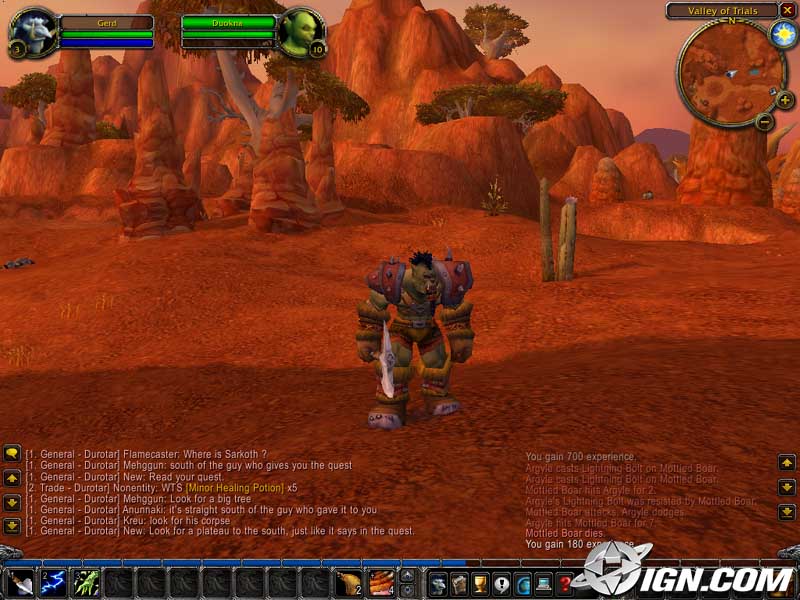 Gerd
3
Duokna
10
Valley of Trials
N
[1. General - Durotar] Flamecaster: Where is Sarkoth ?
[1. General - Durotar] Mehggun: south of the guy who gives you the quest
[1. General - Durotar] New: Read your quest.
[2. Trade - Durotar] Nonentity: WTS [Minor Healing Potion] x5
[1. General - Durotar] Mehggun: Look for a big tree
[1. General - Durotar] Anunnaki: it's straight south of the guy who gave it to you
[1. General - Durotar] Kreu: look for his corpse
[1. General - Durotar] New: Look for a plateau to the south, just like it says in the quest.
You gain 700 experience.
Argyle casts Lightning Bolt on Mottled Boar.
Argyle casts Lightning Bolt on Mottled Boar.
Mottled Boar hits Argyle for 2.
Argyle's Lightning Bolt was resisted by Mottled Boar.
Mottled Boar attacks. Argyle dodges.
Argyle hits Mottled Boar for 7.
Mottled Boar dies.
You gain 180 experience.
2
4
IGN.COM